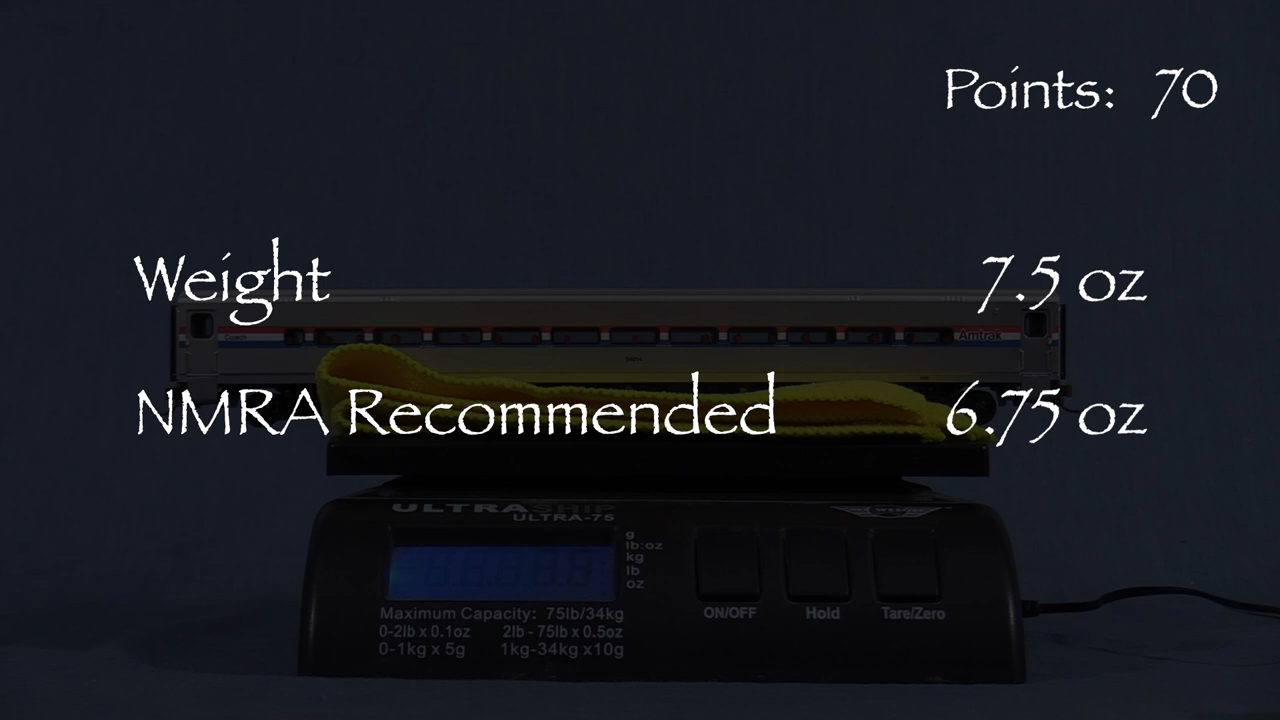 Points: 70
Weight 7.5 oz
Coach
Amtrak
NMRA Recommended 6.75 oz
ULTRASHIP
ULTRA-75
g
lb:oz
kg
lb
oz
ON/OFF Hold Tare/Zero
Maximum Capacity: 75lb/34kg
0-2lb x 0.1oz 2lb - 75lb x 0.5oz
0-1kg x 5g 1kg-34kg x10g